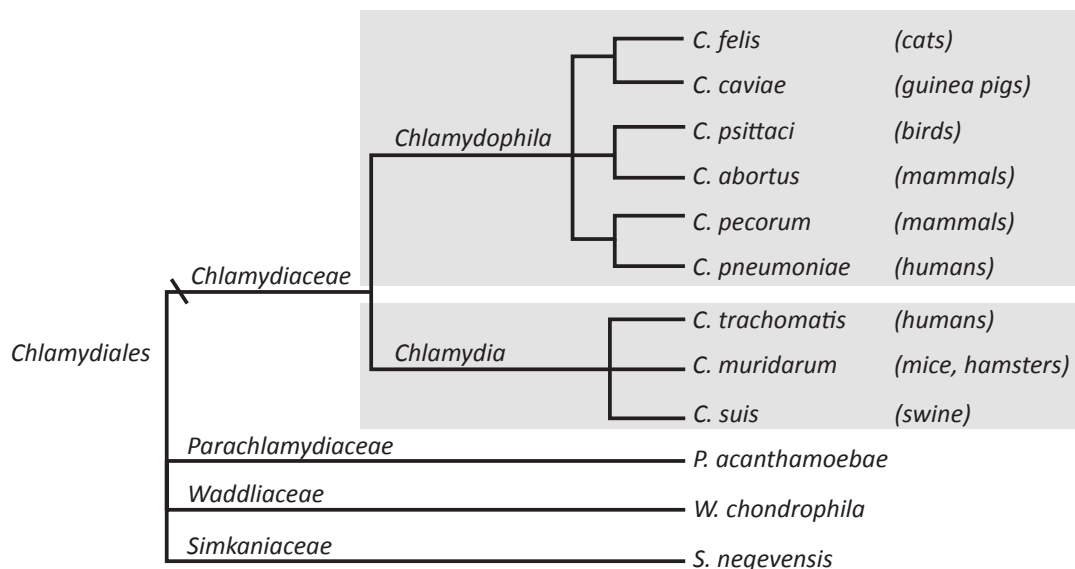 C. felis (cats)
C. caviae (guinea pigs)
C. psittaci (birds)
Chlamydophila
C. abortus (mammals)
C. pecorum (mammals)
C. pneumoniae (humans)
Chlamydiaceae
C. trachomatis (humans)
Chlamydiales
Chlamydia
C. muridarum (mice, hamsters)
C. suis (swine)
Parachlamydiaceae
P. acanthamoebae
Waddliaceae
W. chondrophila
Simkaniaceae
S. negevensis